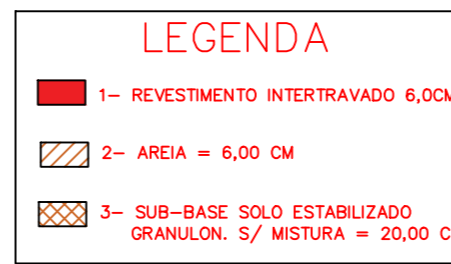 LEGENDA
1- REVESTIMENTO INTERTRAVADO 6,0CM
2- AREIA = 6,00 CM
3- SUB-BASE SOLO ESTABILIZADO
GRANULON. S/ MISTURA = 20,00 C